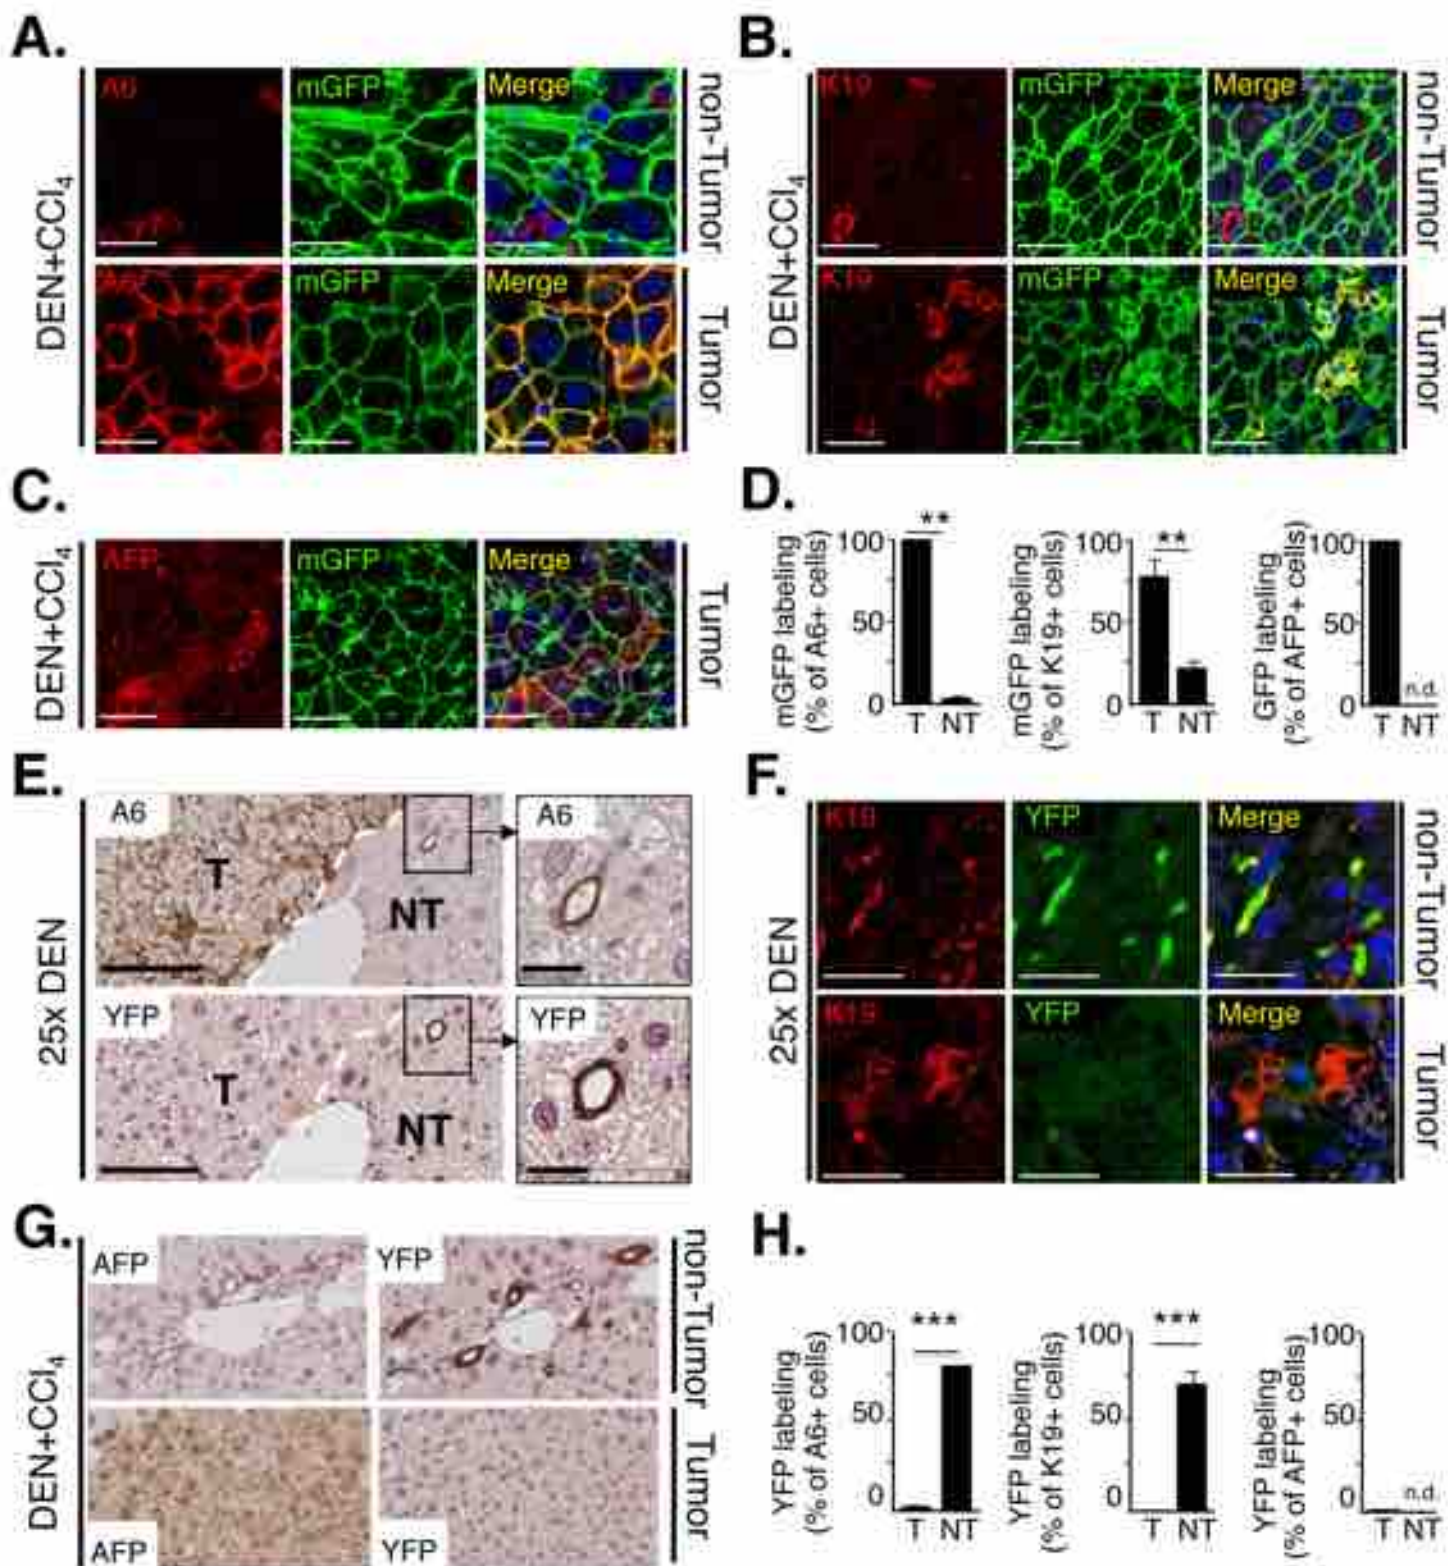 A.
B.
A6
mGFP
Merge
non-Tumor
DEN+CCl4
A6
mGFP
Merge
Tumor
K19
mGFP
Merge
non-Tumor
DEN+CCl4
K19
mGFP
Merge
Tumor
C.
AFP
mGFP
Merge
DEN+CCl4
Tumor
D.
mGFP labeling
(% of A6+ cells)
100
50
0
**
T NT
mGFP labeling
(% of K19+ cells)
100
50
0
**
T NT
GFP labeling
(% of AFP+ cells)
100
50
0
n.d.
T NT
E.
25x DEN
A6
T
NT
A6
YFP
T
NT
YFP
F.
25x DEN
K19
YFP
Merge
non-Tumor
K19
YFP
Merge
Tumor
G.
DEN+CCl4
AFP
YFP
non-Tumor
AFP
YFP
Tumor
H.
YFP labeling
(% of A6+ cells)
100
50
0
***
T NT
YFP labeling
(% of K19+ cells)
100
50
0
***
T NT
YFP labeling
(% of AFP+ cells)
100
50
0
n.d.
T NT